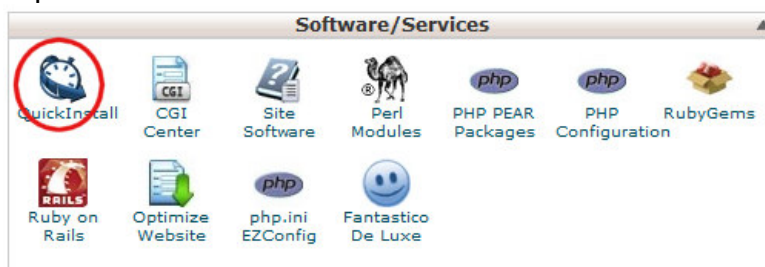 Software/Services
QuickInstall
CGI
CGI
Center
Site
Software
®
Perl
Modules
php
PHP PEAR
Packages
php
PHP
Configuration
RubyGems
RAILS
Ruby on
Rails
Optimize
Website
php
php.ini
EZConfig
Fantastico
De Luxe